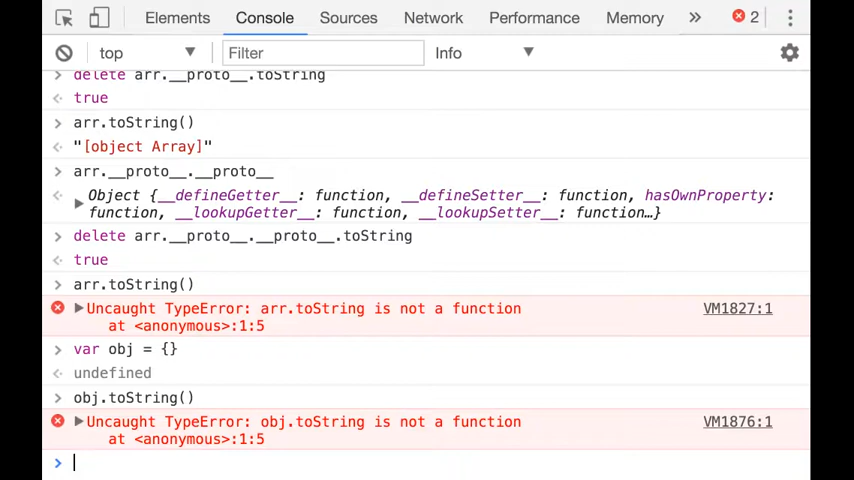 Elements Console Sources Network Performance Memory » 2
top Filter Info
> delete arr.__proto__.toString
< true
> arr.toString()
< "[object Array]"
> arr.__proto__.__proto__
< ▶ Object {__defineGetter__: function, __defineSetter__: function, hasOwnProperty:
function, __lookupGetter__: function, __lookupSetter__: function…}
> delete arr.__proto__.__proto__.toString
< true
> arr.toString()
▶Uncaught TypeError: arr.toString is not a function VM1827:1
at <anonymous>:1:5
> var obj = {}
< undefined
> obj.toString()
▶Uncaught TypeError: obj.toString is not a function VM1876:1
at <anonymous>:1:5
>